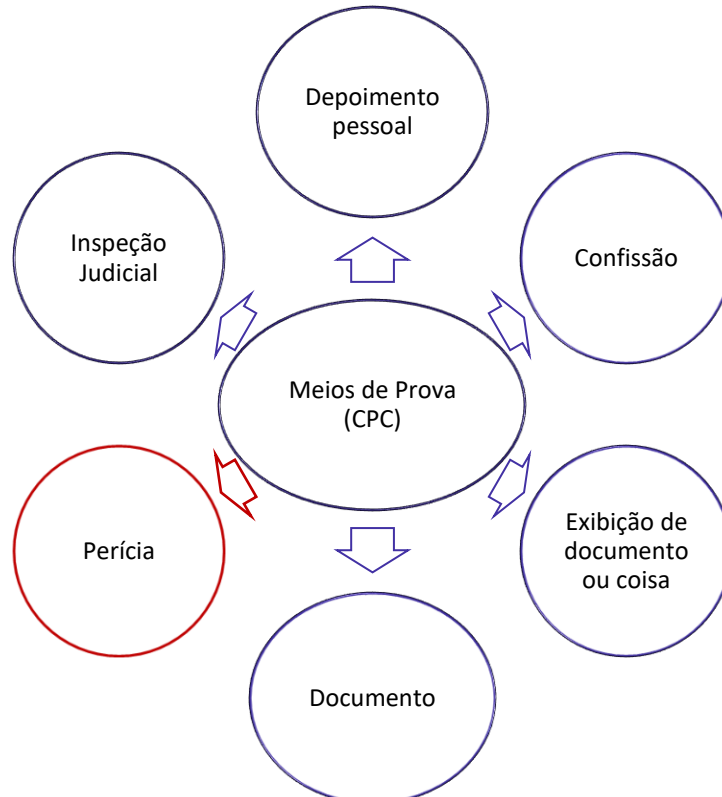 Depoimento
pessoal
Inspeção
Judicial
Confissão
Meios de Prova
(CPC)
Perícia
Exibição de
documento
ou coisa
Documento